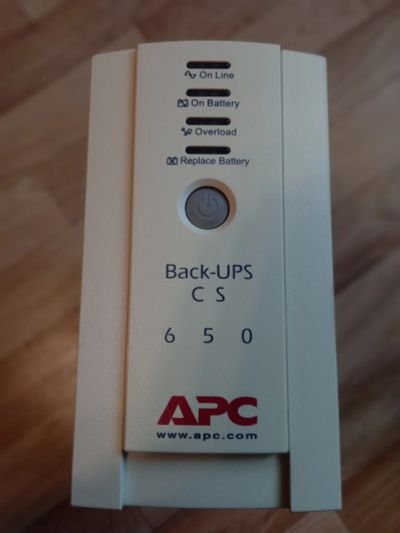 On Line
On Battery
Overload
Replace Battery
Back-UPS
C S
6 5 0
APC
www.apc.com